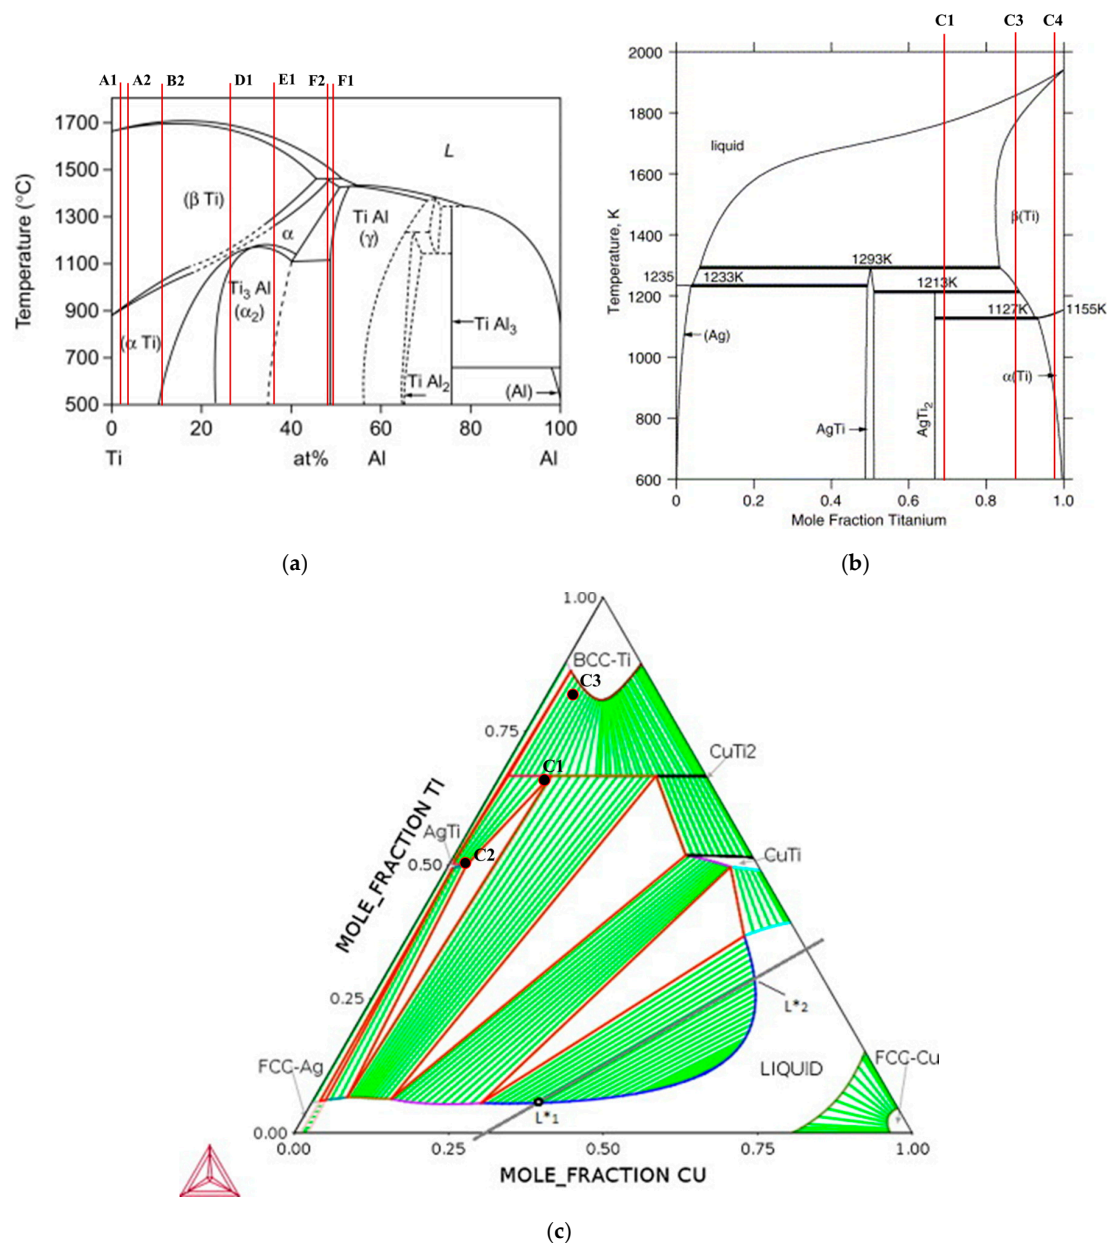 A1 A2 B2 D1 E1 F2 F1
1700
1500
1300
1100
900
700
500
Temperature (°C)
L
(β Ti)
α
Ti Al
(γ)
Ti₃ Al
(α₂)
(α Ti)
Ti Al₃
Ti Al₂
(Al)
0 20 40 60 80 100
Ti at% Al Al
(a)
C1 C3 C4
2000
1800
1600
1400
1200
1000
800
600
Temperature, K
liquid
β(Ti)
1293K
1235
1233K
1213K
1127K
1155K
(Ag)
α(Ti)
AgTi
AgTi₂
0 0.2 0.4 0.6 0.8 1.0
Mole Fraction Titanium
(b)
1.00
BCC-Ti
C3
0.75
CuTi2
C1
MOLE_FRACTION TI
AgTi
0.50
C2
CuTi
0.25
L*₂
FCC-Ag
LIQUID
FCC-Cu
L*₁
0.00
0.00 0.25 0.50 0.75 1.00
MOLE_FRACTION CU
(c)